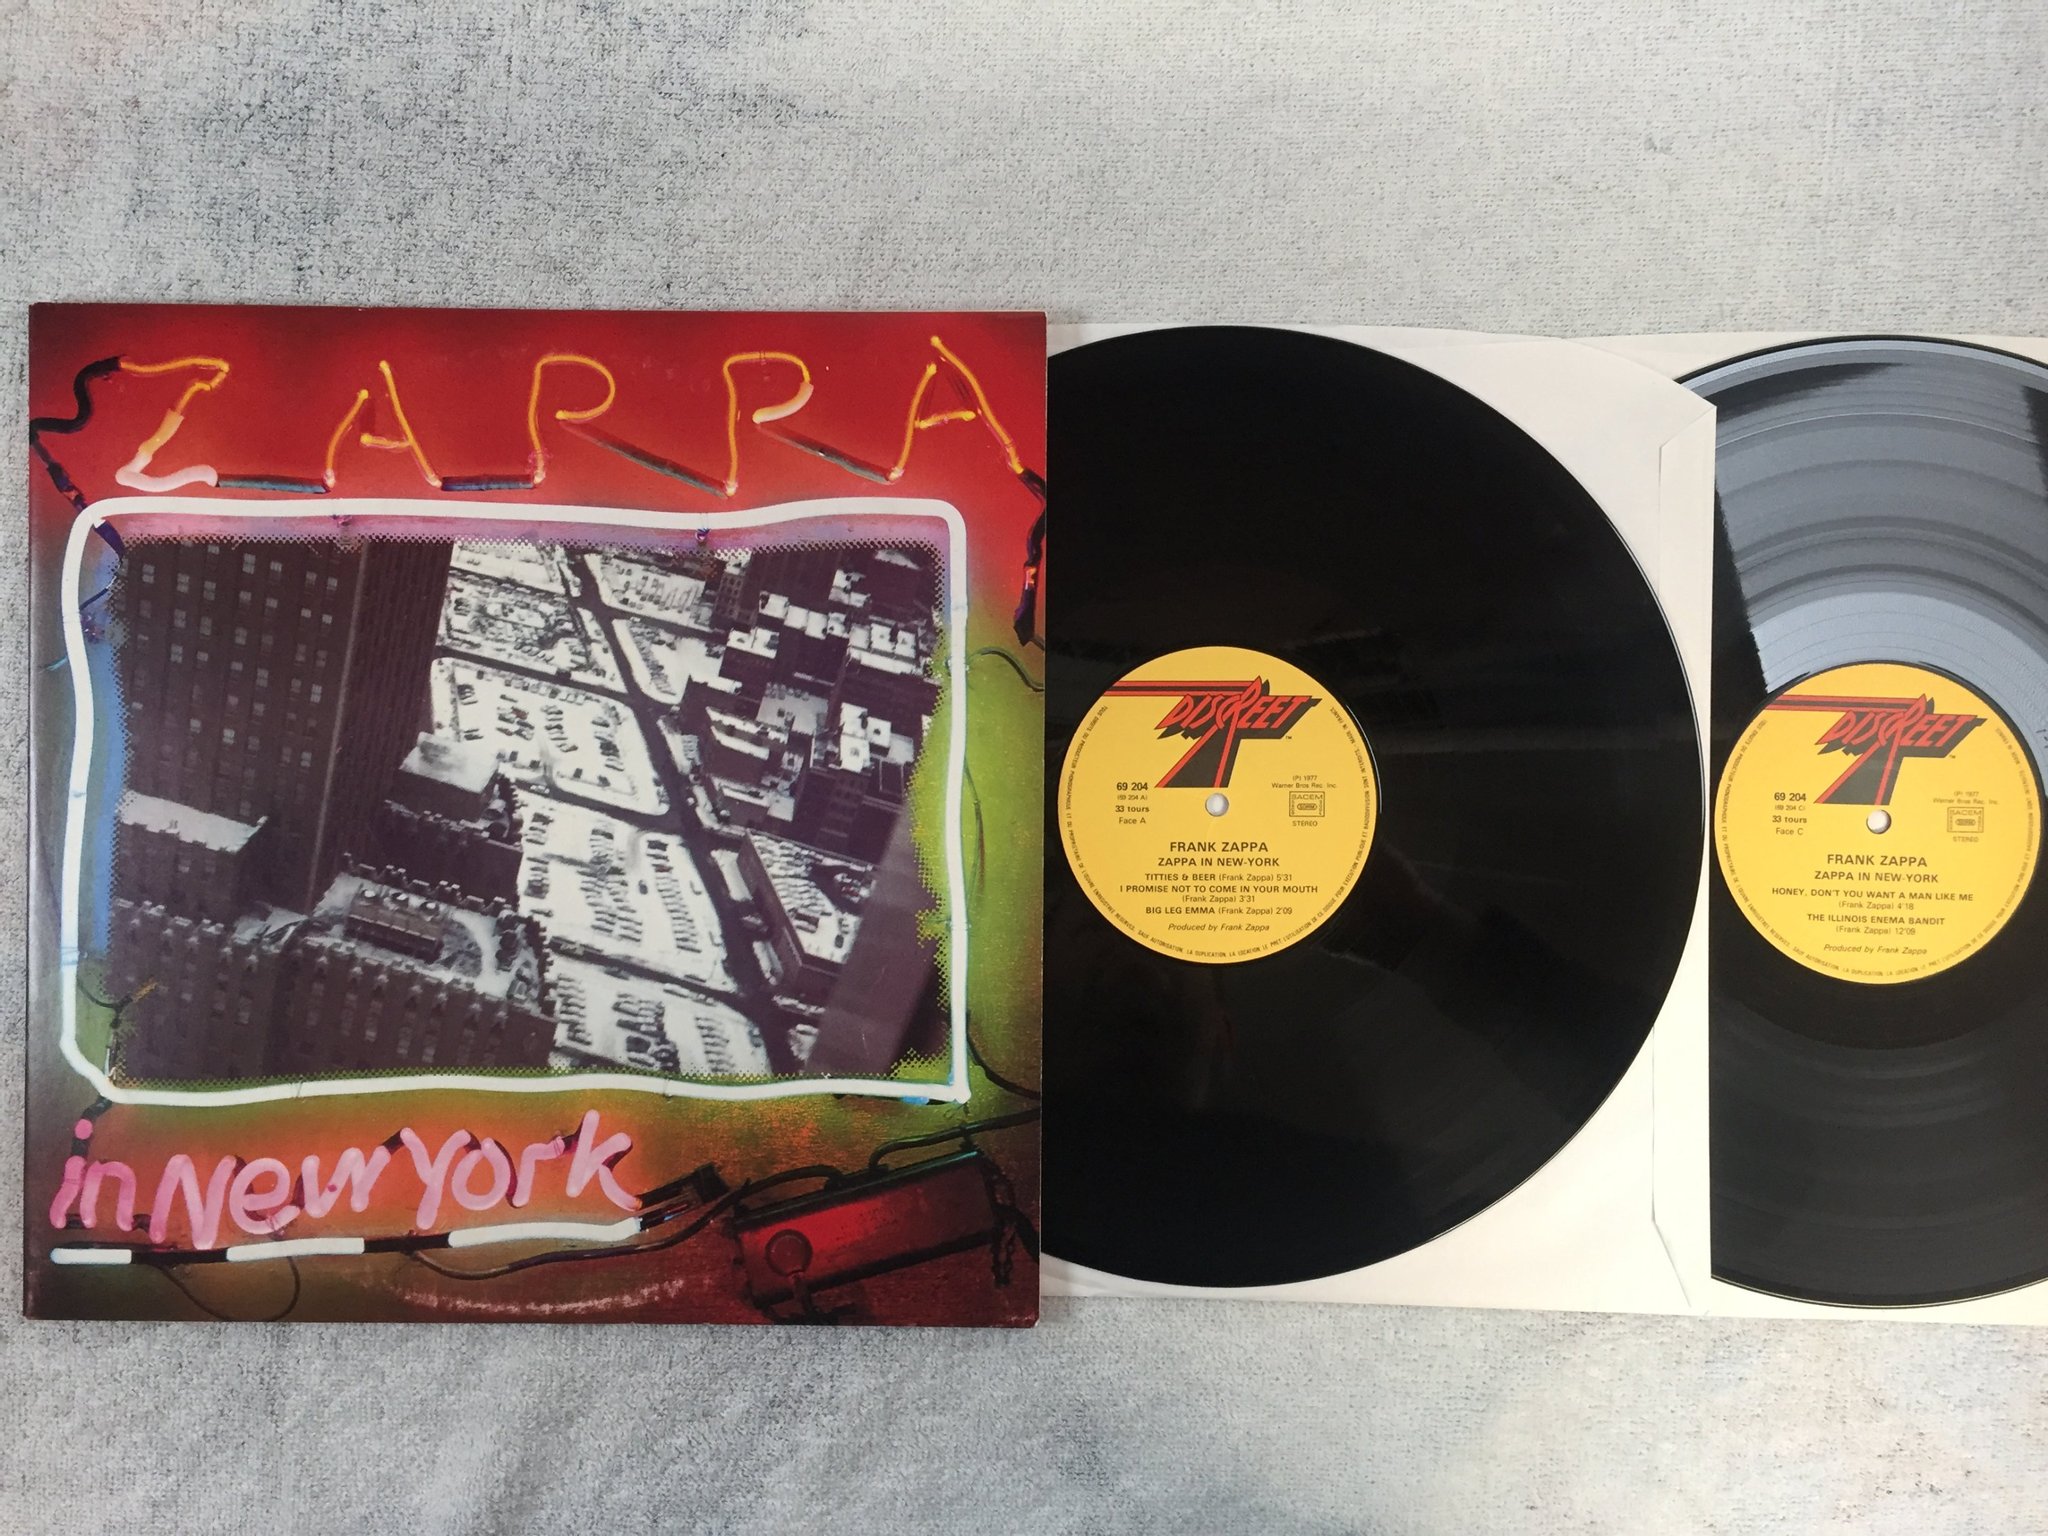 ZAPPA
in New York
DISCREET
TM
69 204
(69 204 A)
33 tours
Face A
(P) 1977
Warner Bros Rec. Inc.
SACEM
STEREO
FRANK ZAPPA
ZAPPA IN NEW-YORK
TITTIES & BEER (Frank Zappa) 5'31
I PROMISE NOT TO COME IN YOUR MOUTH
(Frank Zappa) 3'31
BIG LEG EMMA (Frank Zappa) 2'09
Produced by Frank Zappa
DISCREET
TM
69 204
(69 204 C)
33 tours
Face C
(P) 1977
Warner Bros Rec. Inc.
SACEM
STEREO
FRANK ZAPPA
ZAPPA IN NEW-YORK
HONEY, DON'T YOU WANT A MAN LIKE ME
(Frank Zappa) 4'18
THE ILLINOIS ENEMA BANDIT
(Frank Zappa) 12'09
Produced by Frank Zappa